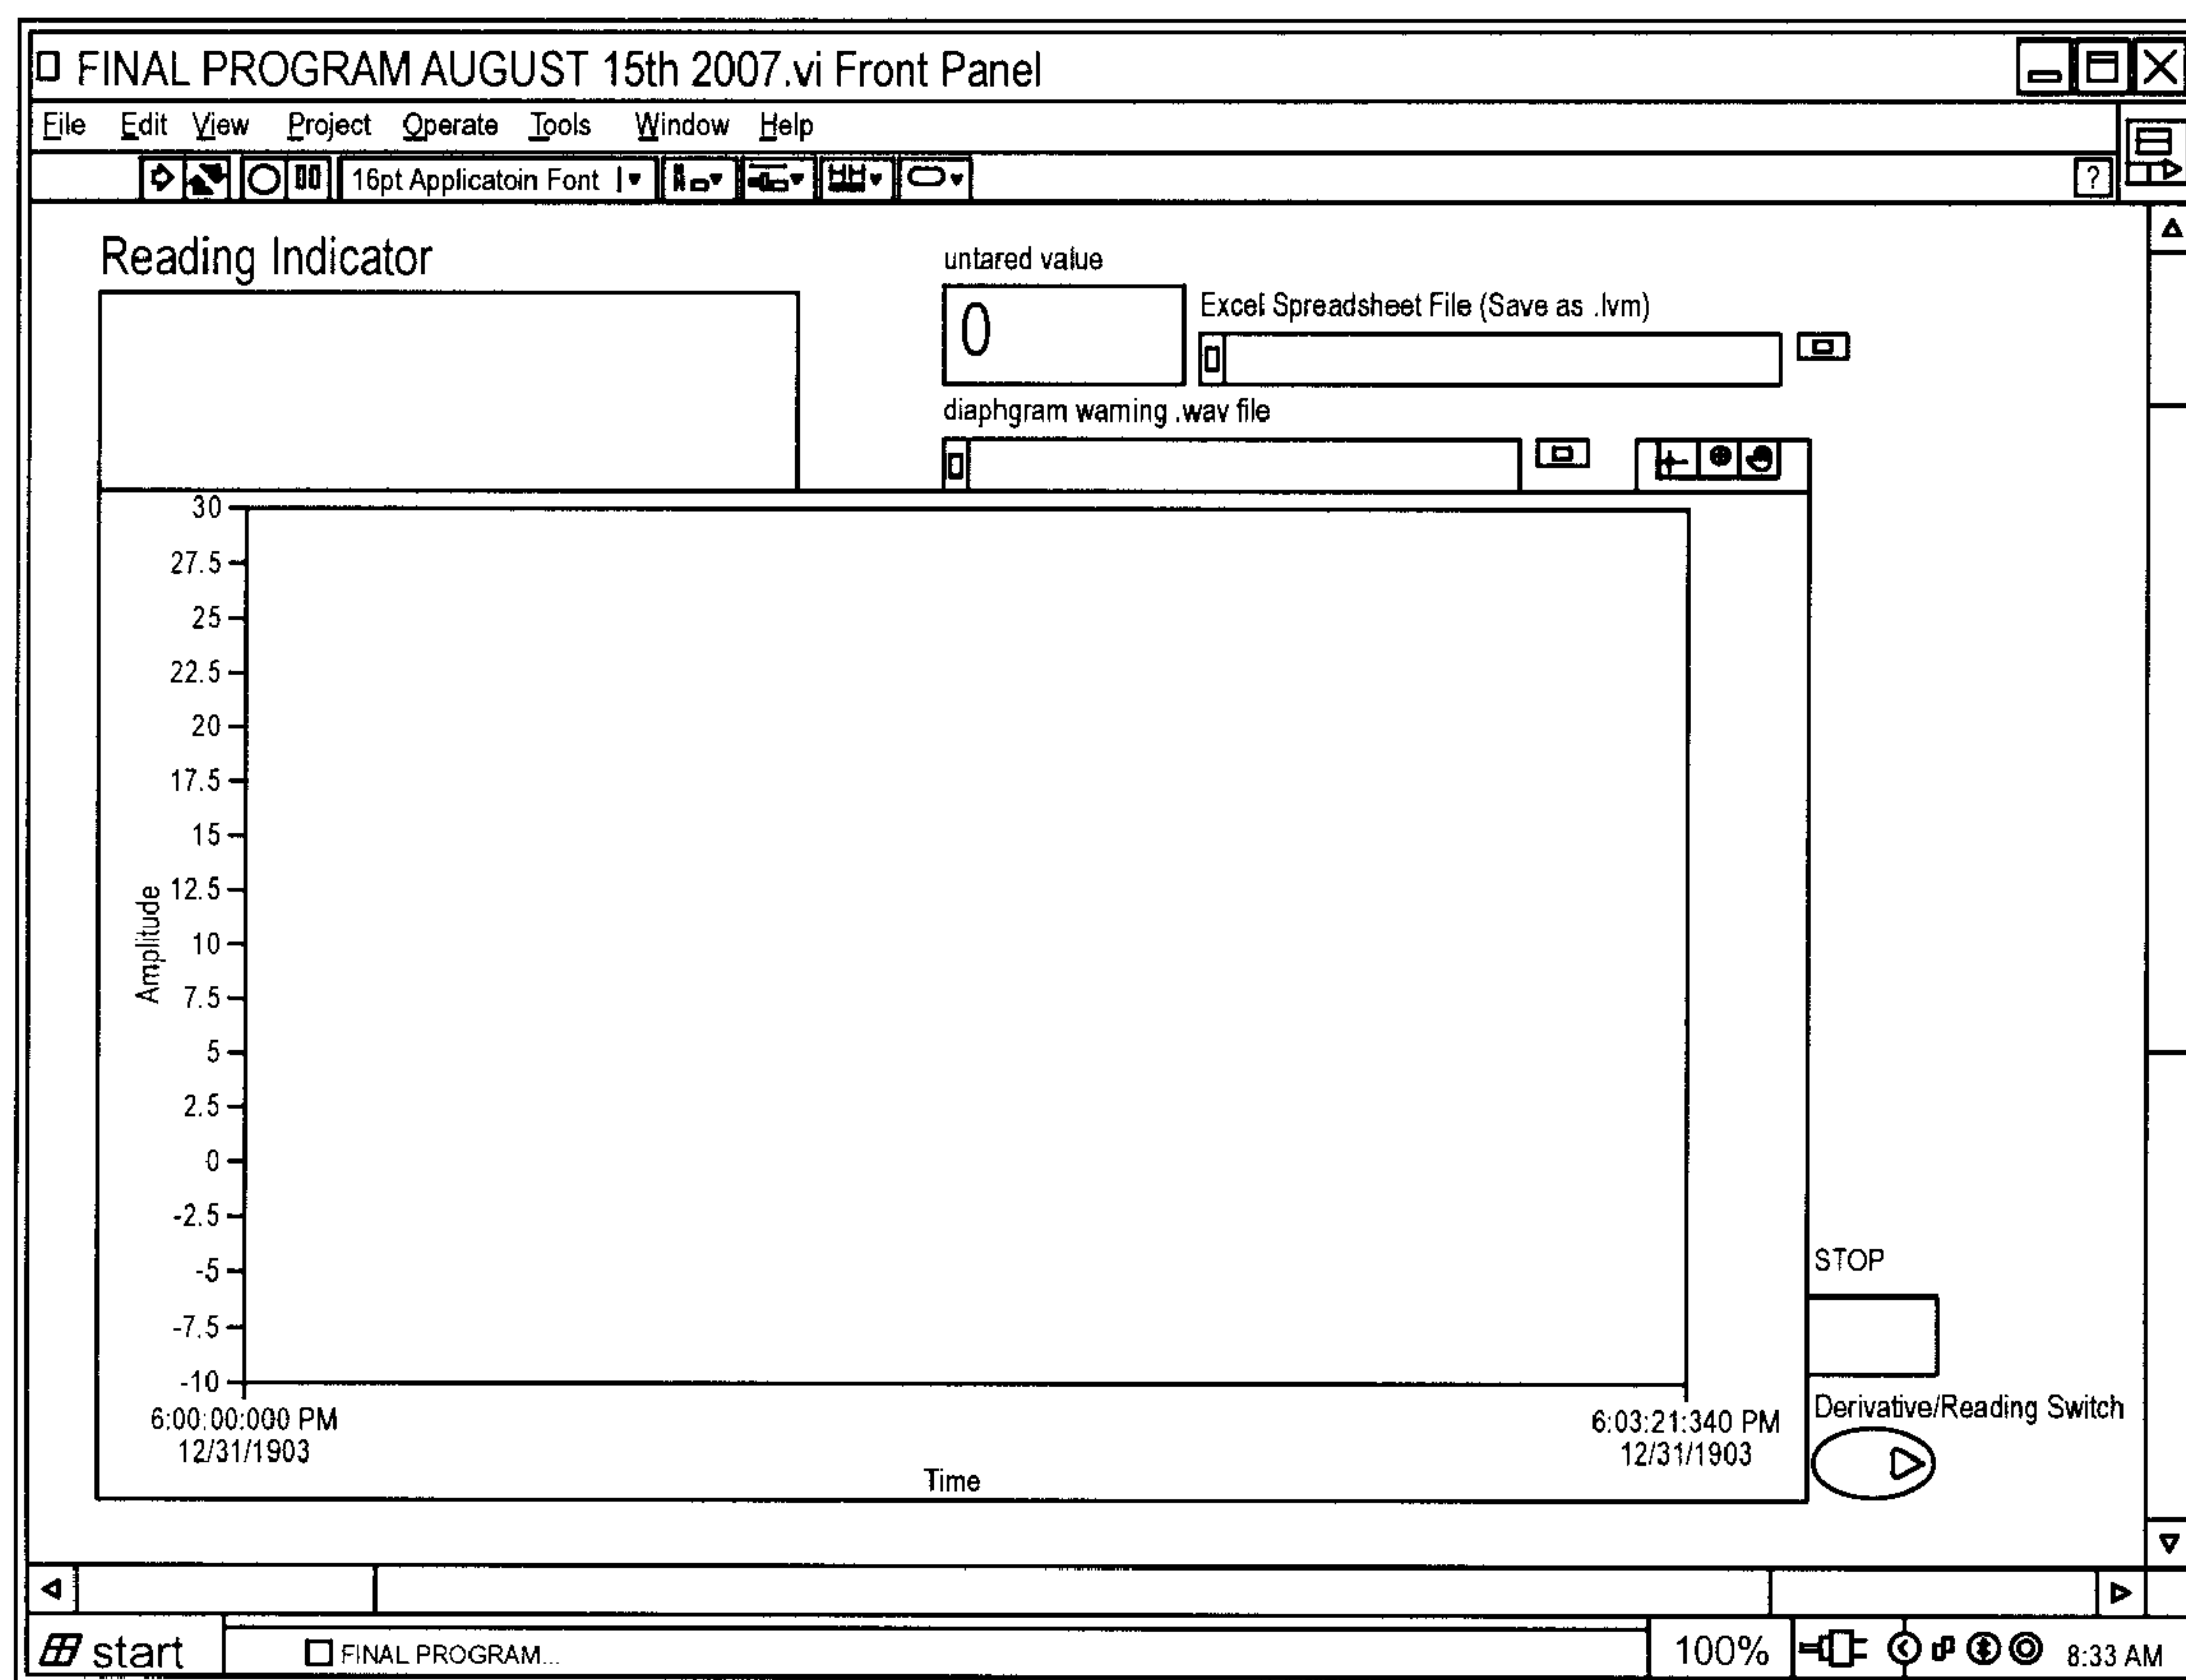 FINAL PROGRAM AUGUST 15th 2007.vi Front Panel
File Edit View Project Operate Tools Window Help
16pt Applicatoin Font
?
Reading Indicator
untared value
0
Excel Spreadsheet File (Save as .lvm)
diaphgram warning .wav file
30
27.5
25
22.5
20
17.5
15
12.5
10
7.5
5
2.5
0
-2.5
-5
-7.5
-10
Amplitude
6:00:00:000 PM
12/31/1903
6:03:21:340 PM
12/31/1903
Time
STOP
Derivative/Reading Switch
start
FINAL PROGRAM...
100%
8:33 AM